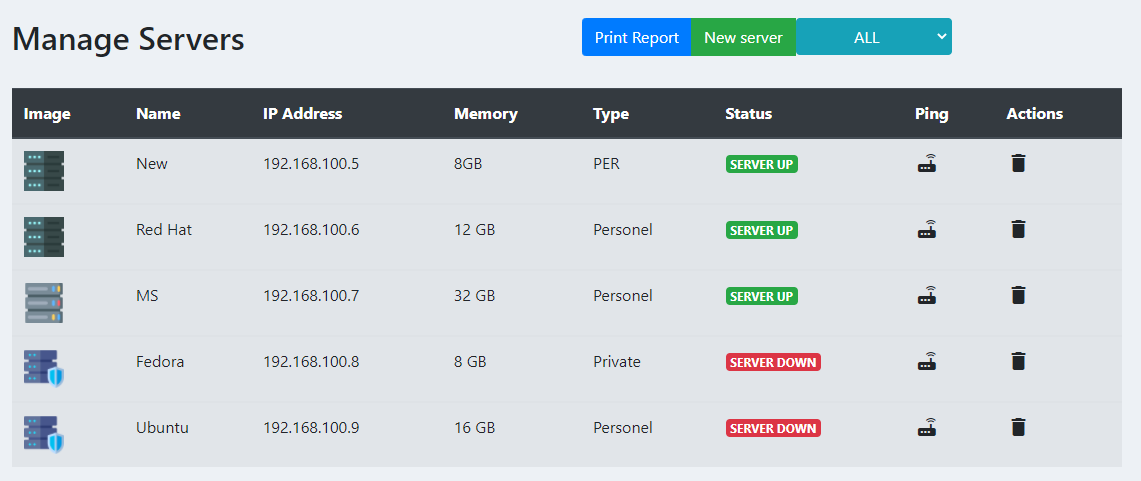 Manage Servers
Print Report New server ALL
Image Name IP Address Memory Type Status Ping Actions
New 192.168.100.5 8GB PER SERVER UP
Red Hat 192.168.100.6 12 GB Personel SERVER UP
MS 192.168.100.7 32 GB Personel SERVER UP
Fedora 192.168.100.8 8 GB Private SERVER DOWN
Ubuntu 192.168.100.9 16 GB Personel SERVER DOWN